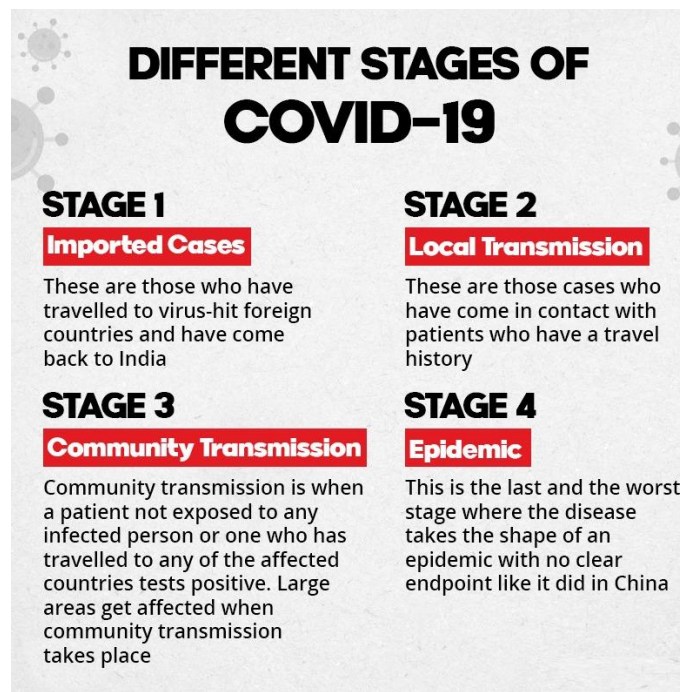 DIFFERENT STAGES OF
COVID-19
STAGE 1
Imported Cases
These are those who have
travelled to virus-hit foreign
countries and have come
back to India
STAGE 2
Local Transmission
These are those cases who
have come in contact with
patients who have a travel
history
STAGE 3
Community Transmission
Community transmission is when
a patient not exposed to any
infected person or one who has
travelled to any of the affected
countries tests positive. Large
areas get affected when
community transmission
takes place
STAGE 4
Epidemic
This is the last and the worst
stage where the disease
takes the shape of an
epidemic with no clear
endpoint like it did in China